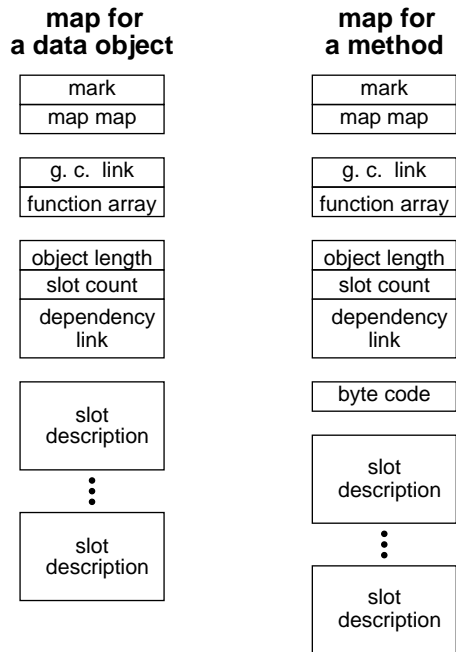 map for
a data object
mark
map map
g. c. link
function array
object length
slot count
dependency
link
slot
description
slot
description
map for
a method
mark
map map
g. c. link
function array
object length
slot count
dependency
link
byte code
slot
description
slot
description